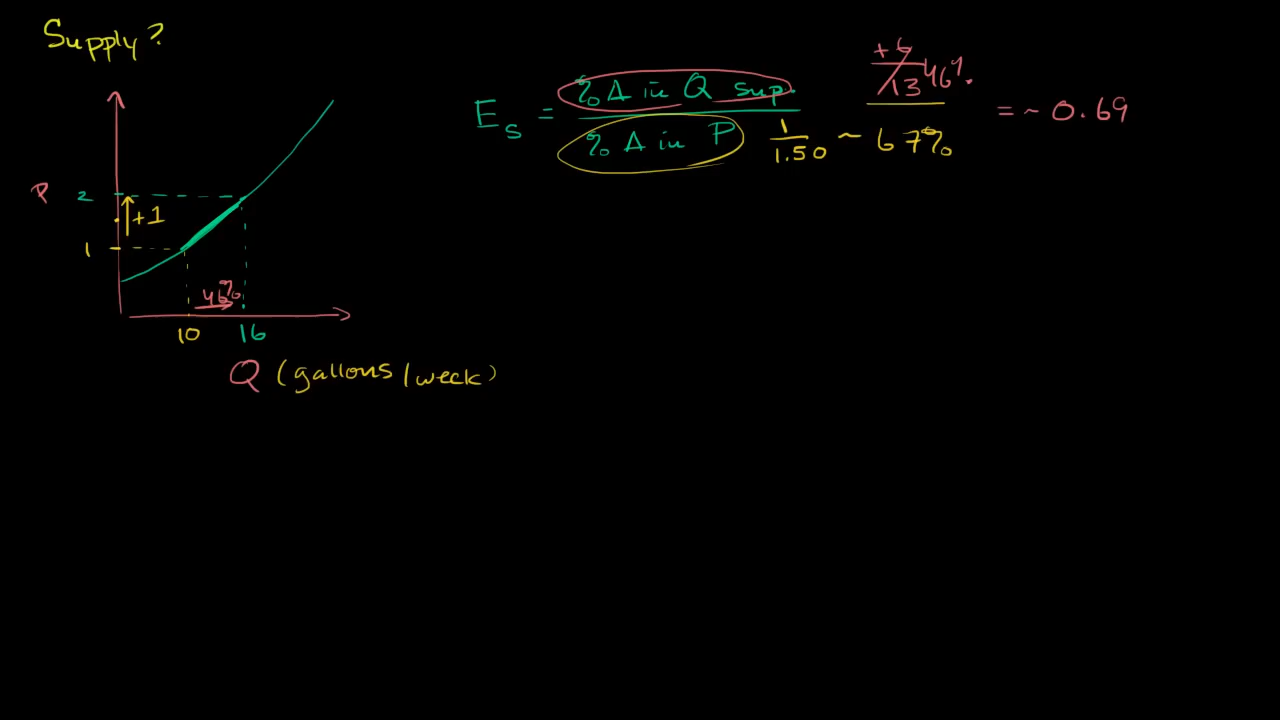 Supply?
P
2
+1
1
46%
10 16
Q (gallons/week)
E_S = % Δ in Q sup. / % Δ in P
+6 / 13 46%
1 / 1.50 ~ 67%
= ~ 0.69